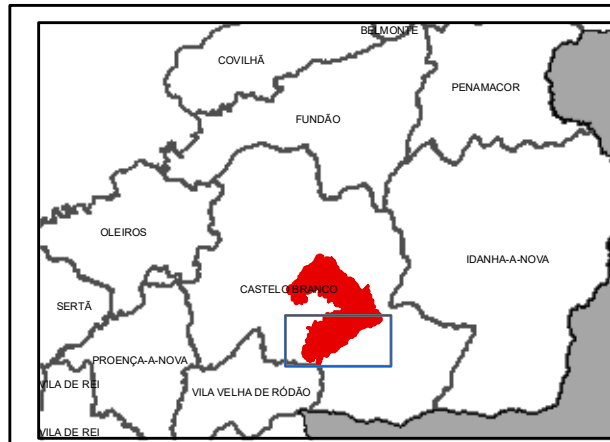 BELMONTE
COVILHÃ
PENAMACOR
FUNDÃO
OLEIROS
IDANHA-A-NOVA
CASTELO BRANCO
SERTÃ
PROENÇA-A-NOVA
VILA DE REI
VILA VELHA DE RÓDÃO
VILA DE REI